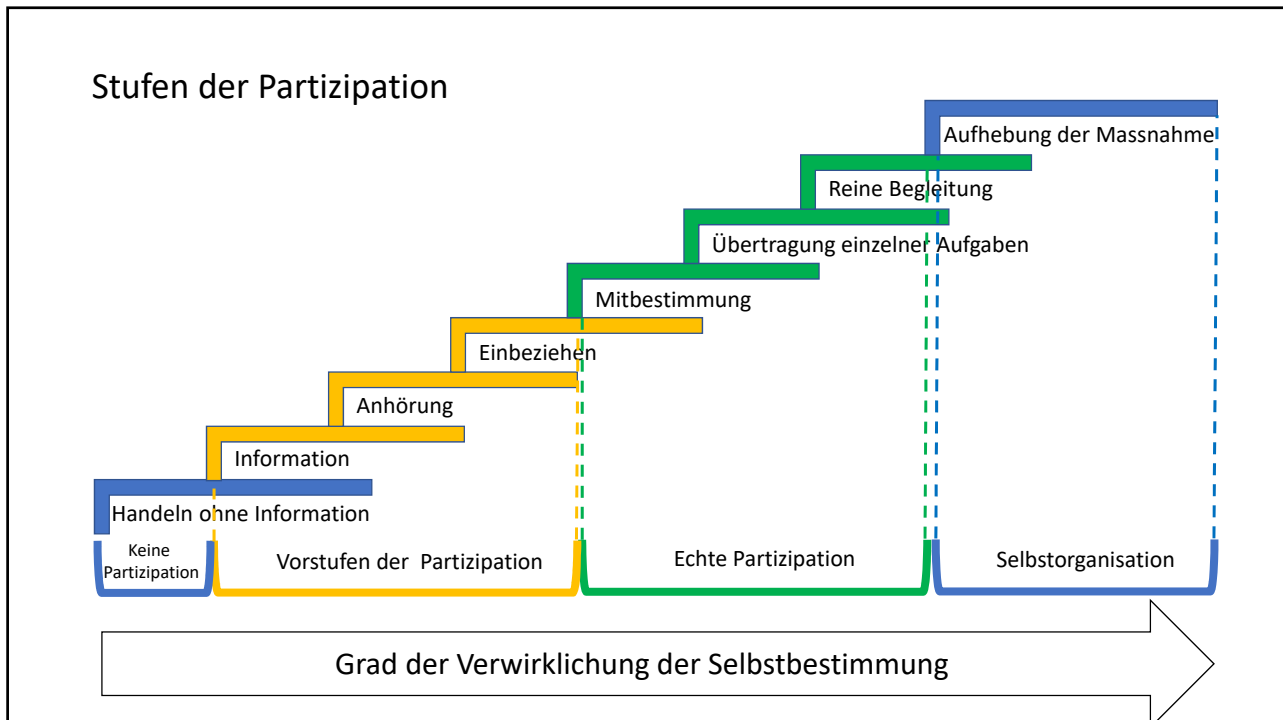 Stufen der Partizipation
Aufhebung der Massnahme
Reine Begleitung
Übertragung einzelner Aufgaben
Mitbestimmung
Einbeziehen
Anhörung
Information
Handeln ohne Information
Keine
Partizipation
Vorstufen der  Partizipation
Echte Partizipation
Selbstorganisation
Grad der Verwirklichung der Selbstbestimmung